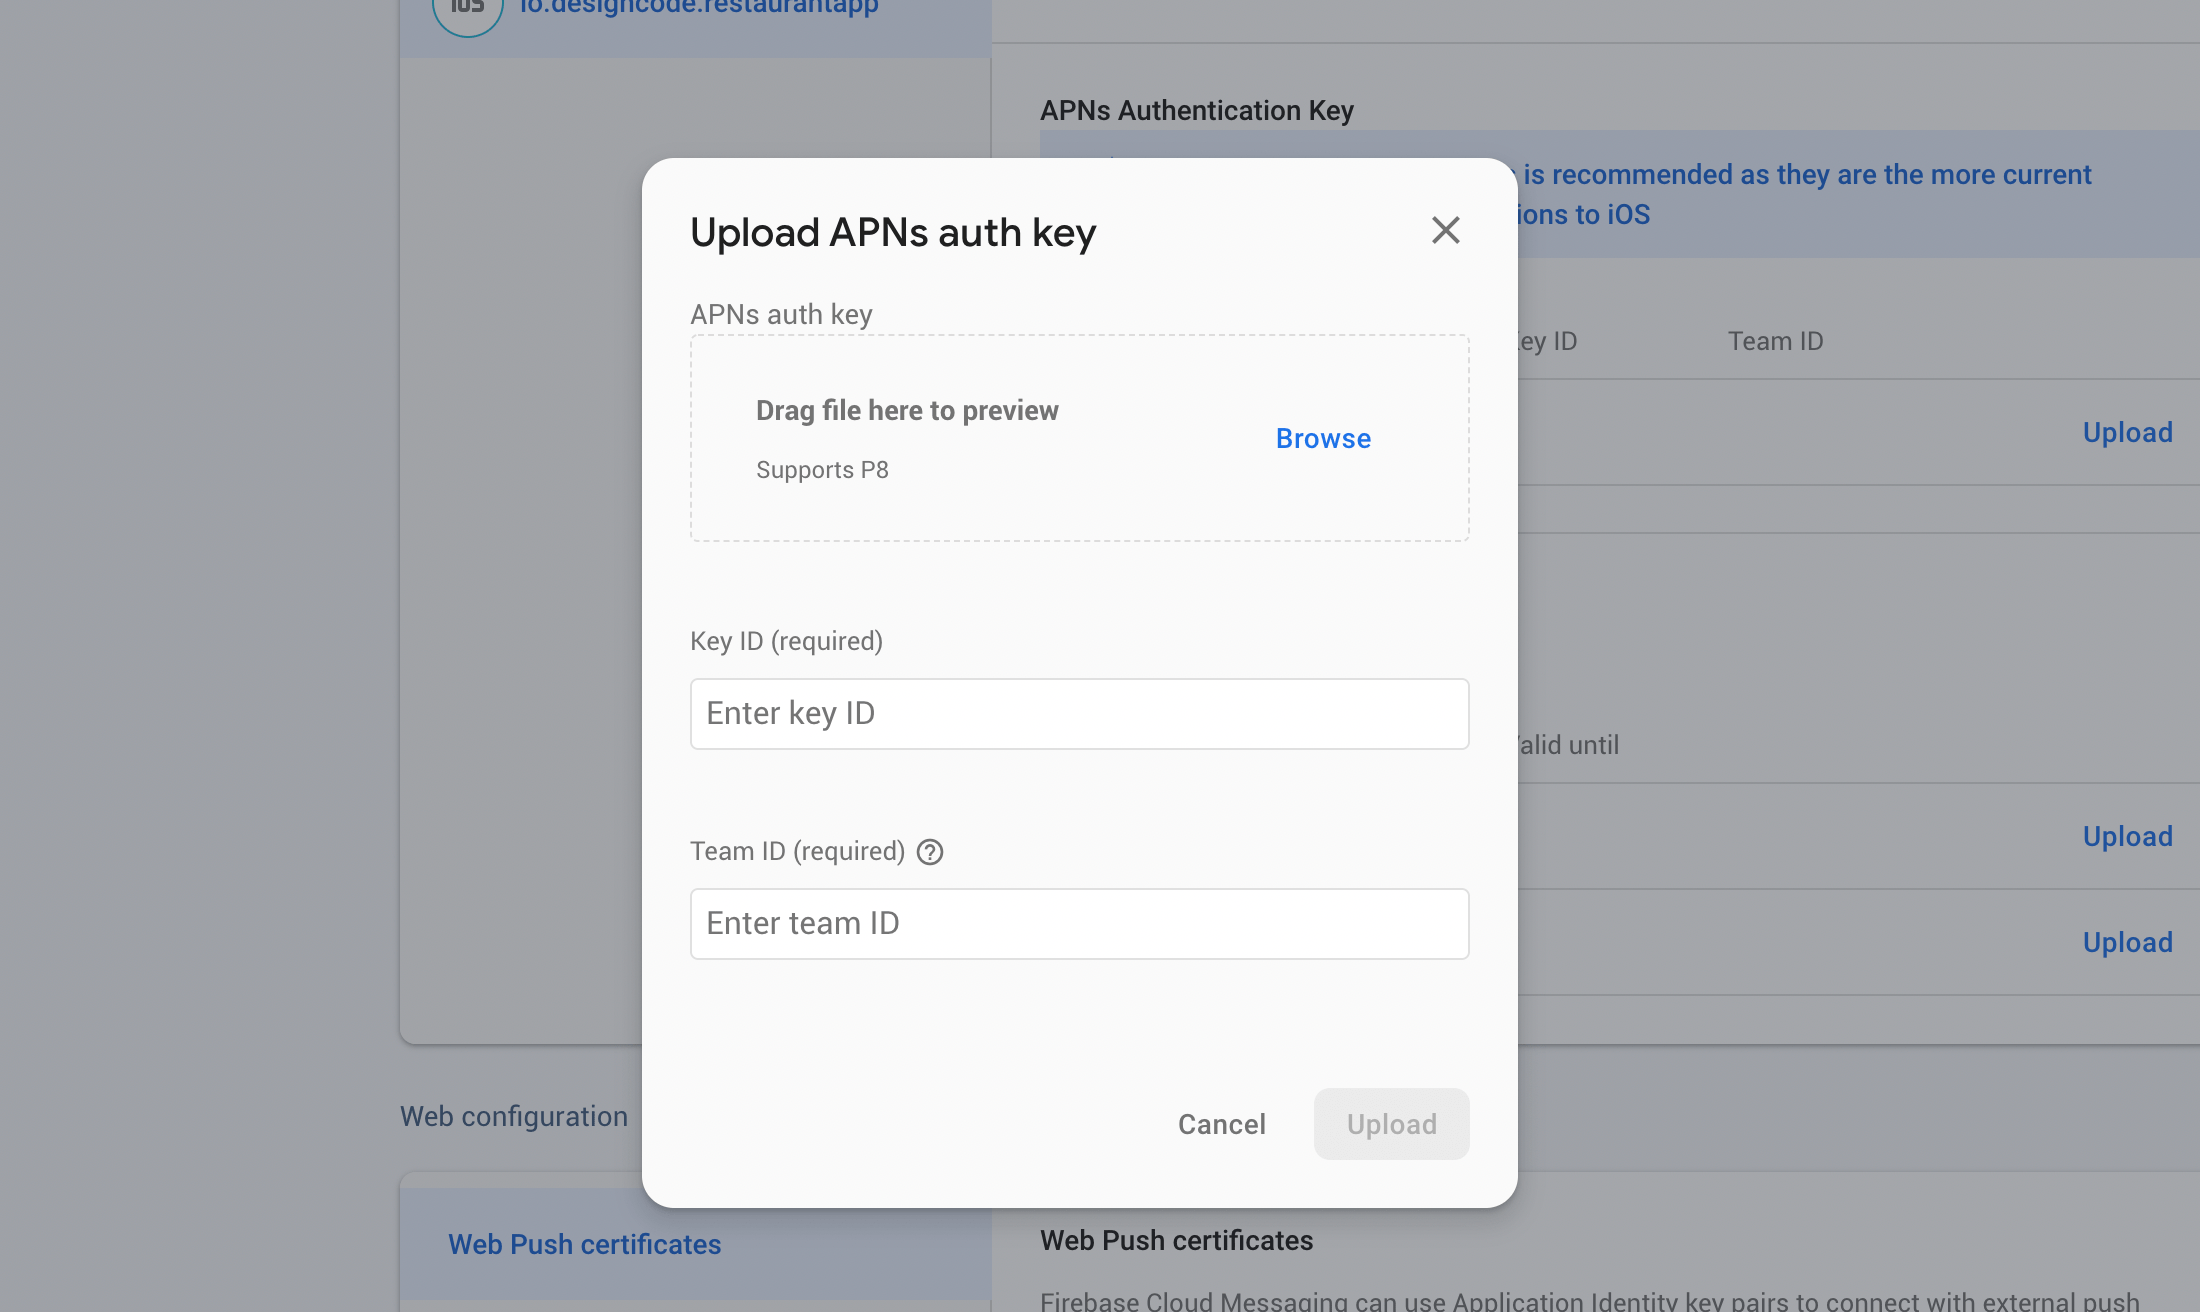 iOS io.designcode.restaurantapp
APNs Authentication Key
is recommended as they are the more current
ions to iOS
Upload APNs auth key
APNs auth key
ey ID Team ID
Drag file here to preview
Browse
Upload
Supports P8
Key ID (required)
Enter key ID
alid until
Team ID (required)
Upload
Enter team ID
Upload
Web configuration
Cancel
Upload
Web Push certificates
Web Push certificates
Firebase Cloud Messaging can use Application Identity key pairs to connect with external push